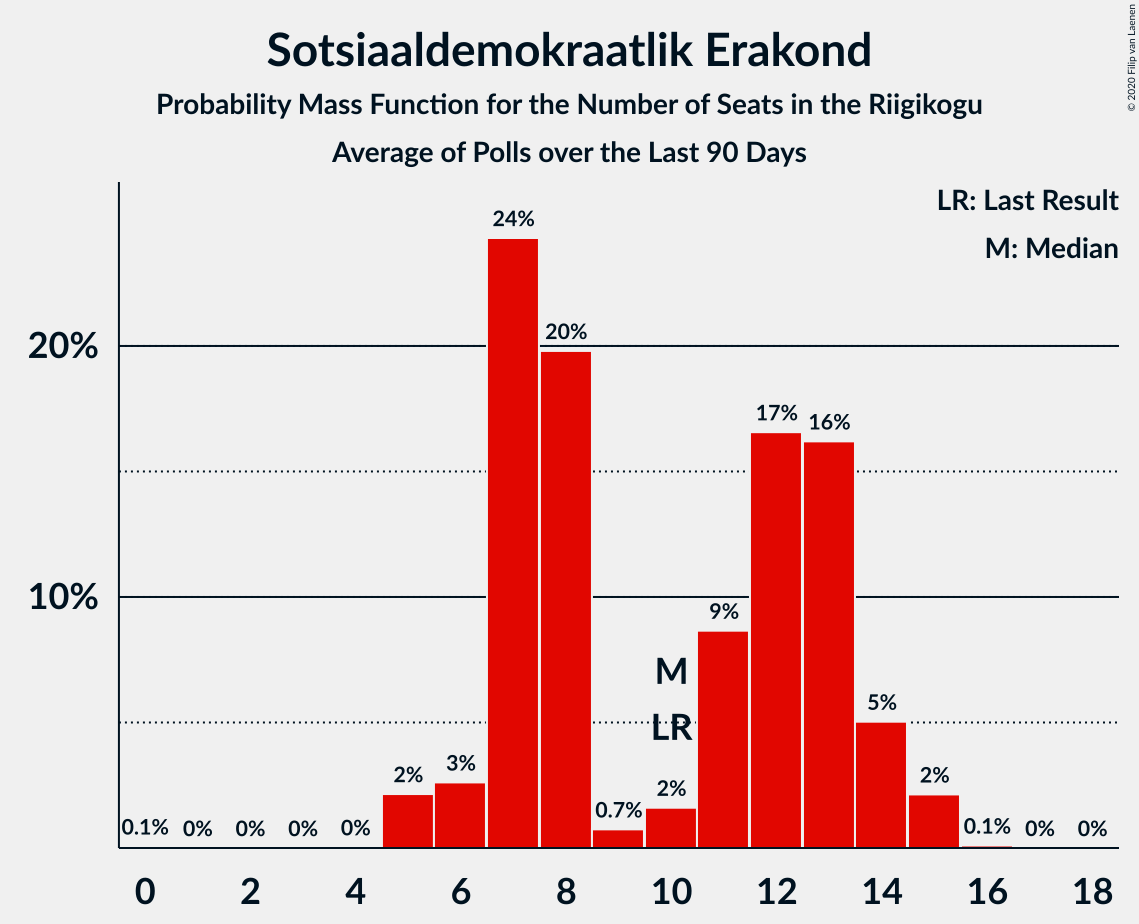 Sotsiaaldemokraatlik Erakond
Probability Mass Function for the Number of Seats in the Riigikogu
Average of Polls over the Last 90 Days
© 2020 Filip van Laenen
LR: Last Result
M: Median
20%
10%
0.1%
0%
0%
0%
0%
2%
3%
24%
20%
0.7%
2%
9%
17%
16%
5%
2%
0.1%
0%
0%
M
LR
0 2 4 6 8 10 12 14 16 18